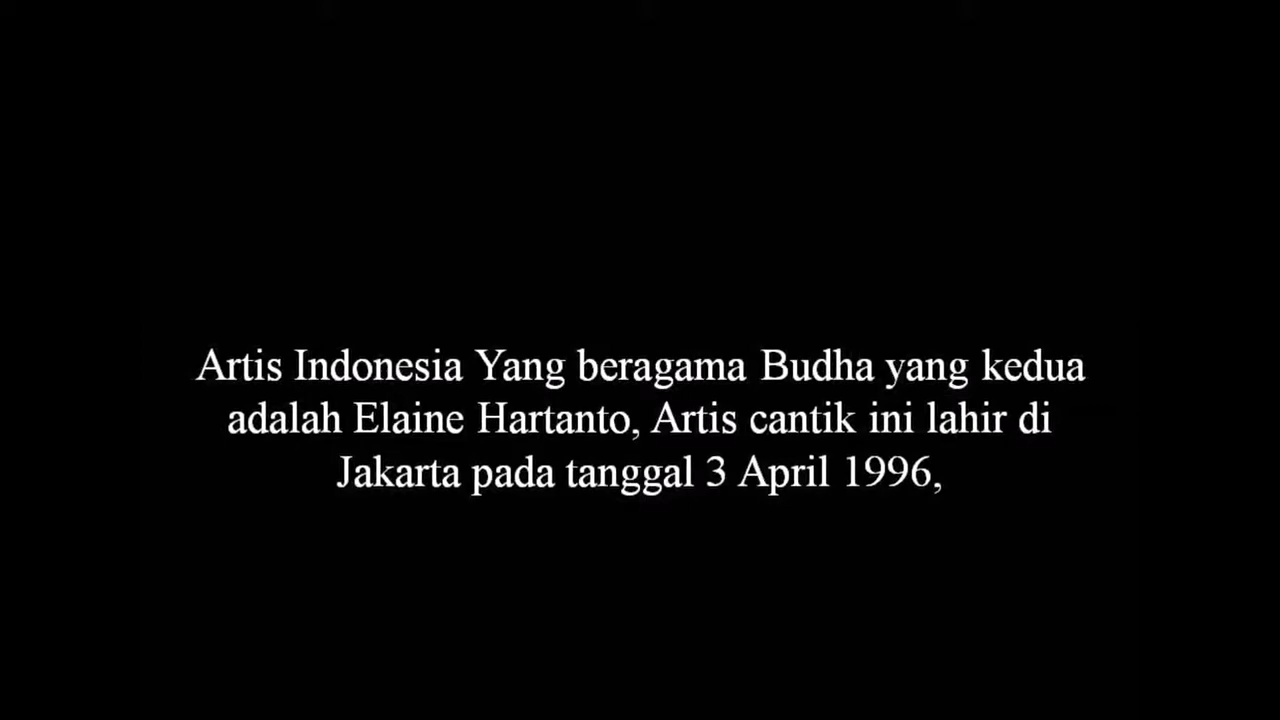 Artis Indonesia Yang beragama Budha yang kedua
adalah Elaine Hartanto, Artis cantik ini lahir di
Jakarta pada tanggal 3 April 1996,